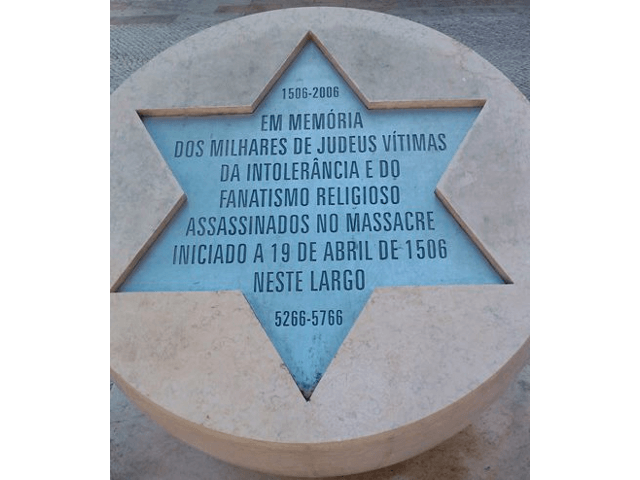 1506-2006
EM MEMÓRIA
DOS MILHARES DE JUDEUS VÍTIMAS
DA INTOLERÂNCIA E DO
FANATISMO RELIGIOSO
ASSASSINADOS NO MASSACRE
INICIADO A 19 DE ABRIL DE 1506
NESTE LARGO
5266-5766